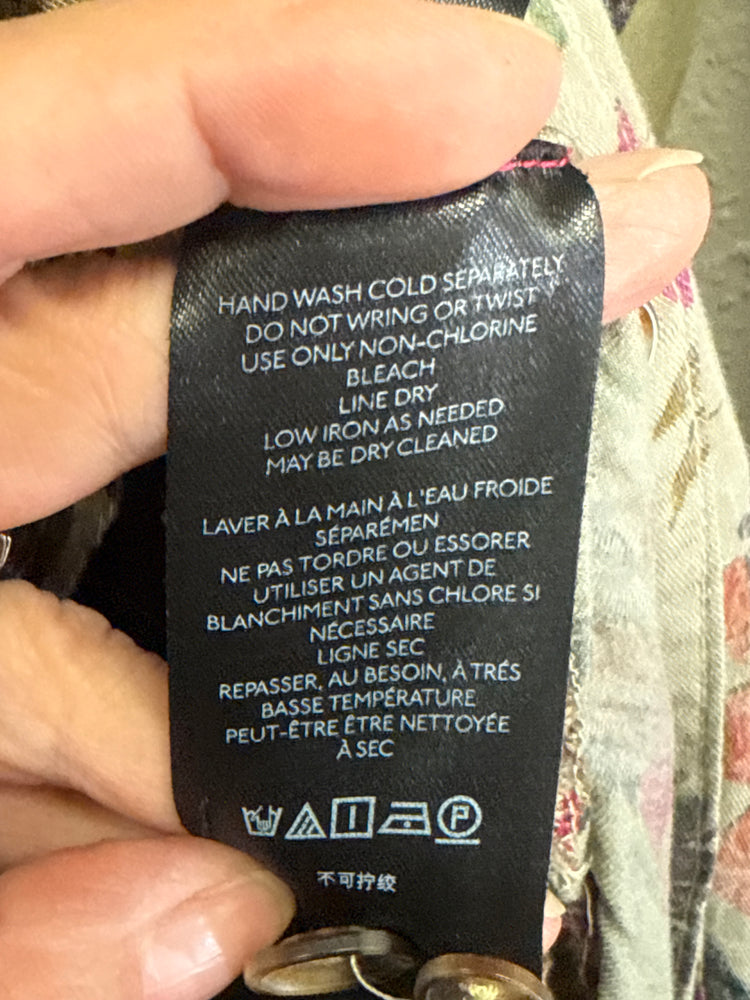 HAND WASH COLD SEPARATELY
DO NOT WRING OR TWIST
USE ONLY NON-CHLORINE
BLEACH
LINE DRY
LOW IRON AS NEEDED
MAY BE DRY CLEANED
LAVER À LA MAIN À L'EAU FROIDE
SÉPARÉMEN
NE PAS TORDRE OU ESSORER
UTILISER UN AGENT DE
BLANCHIMENT SANS CHLORE SI
NÉCESSAIRE
LIGNE SEC
REPASSER, AU BESOIN, À TRÉS
BASSE TEMPÉRATURE
PEUT-ÊTRE ÊTRE NETTOYÉE
À SEC
P
不可拧绞